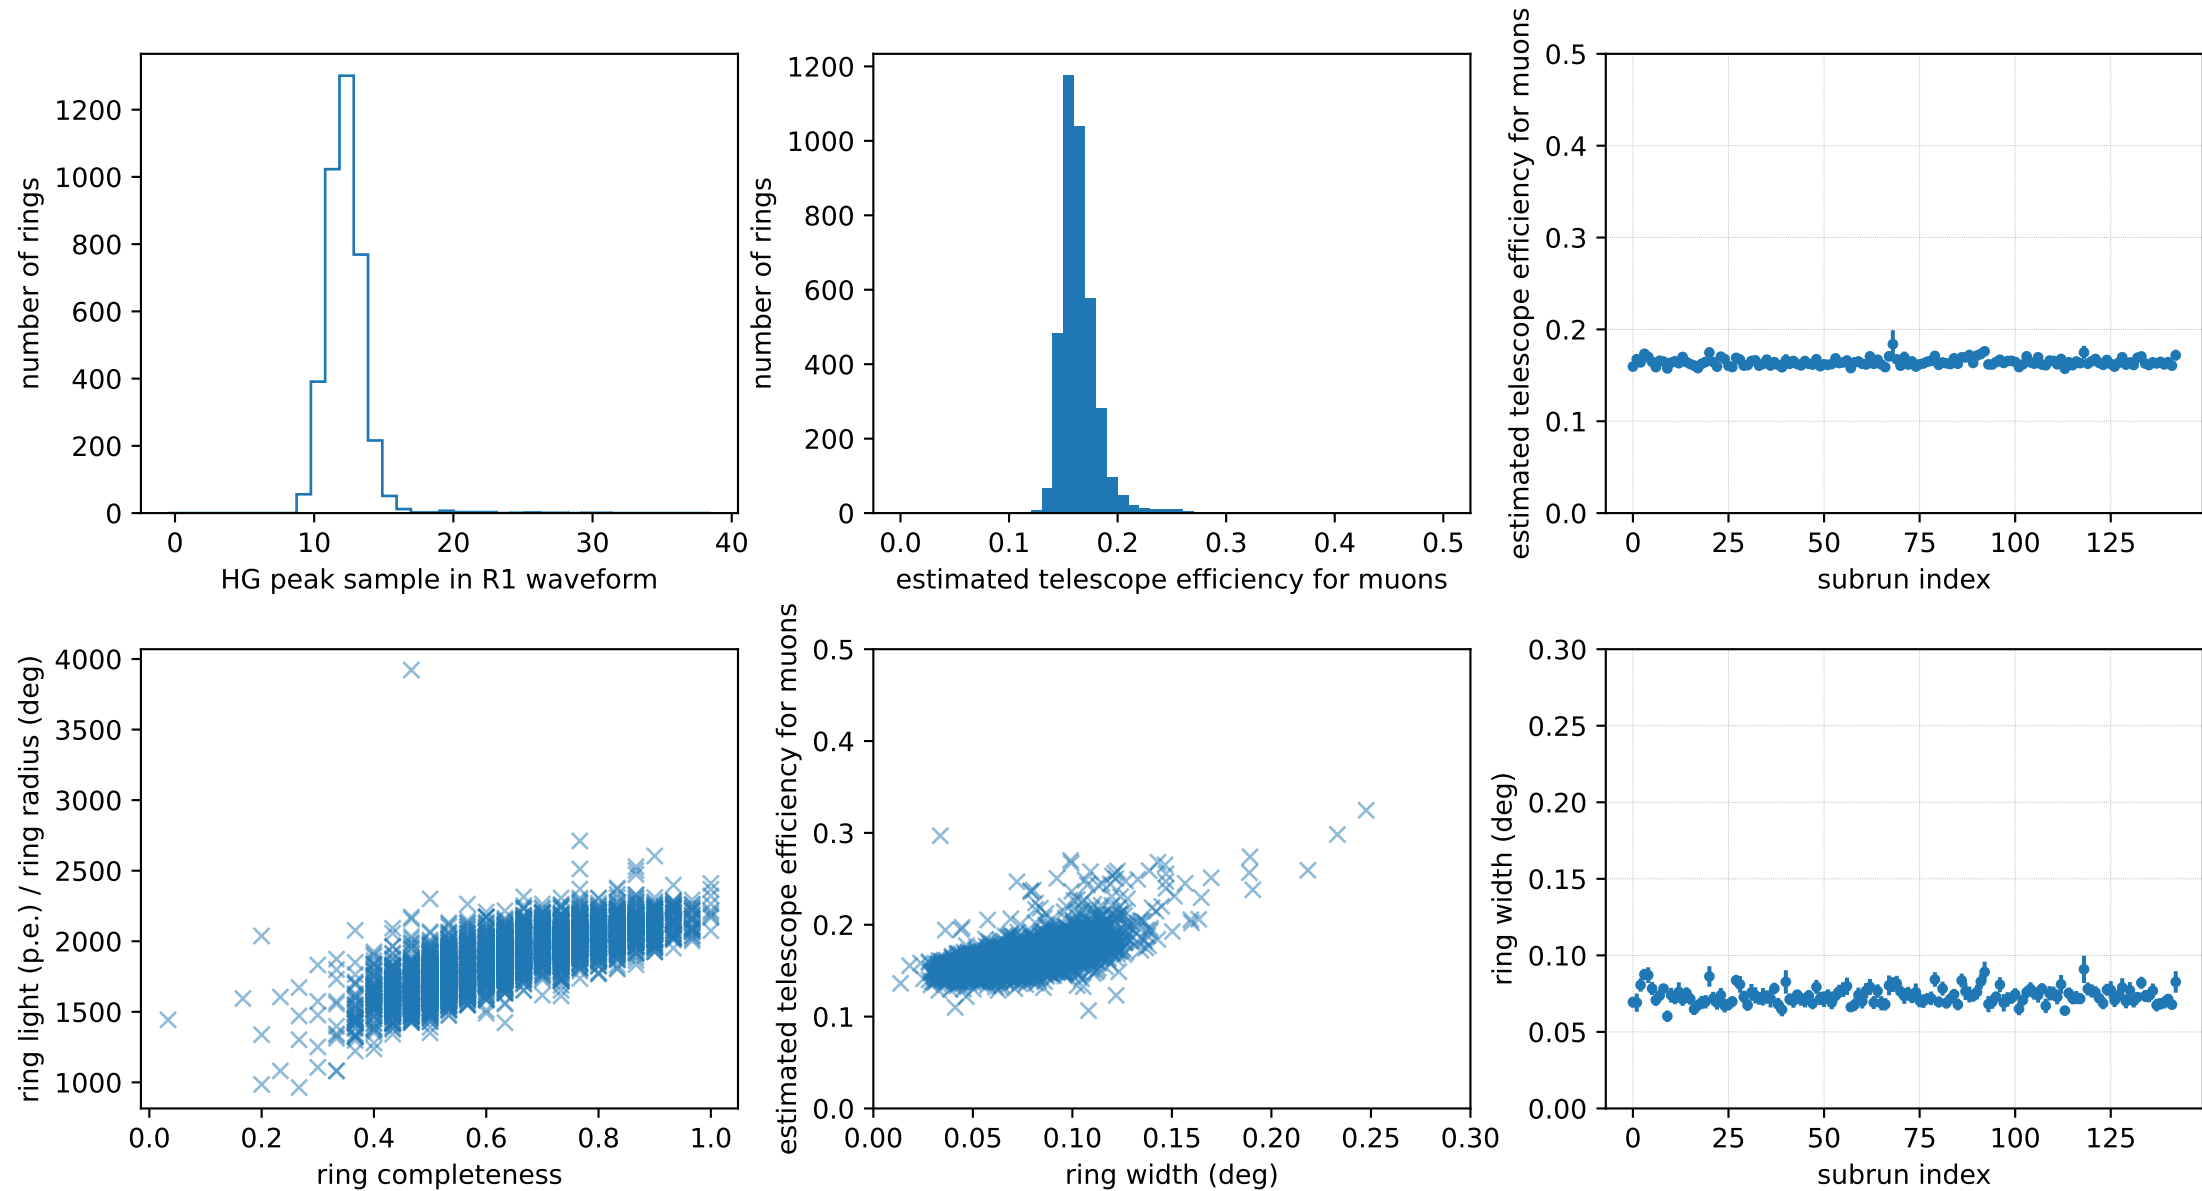 number of rings
1200
1000
800
600
400
200
0
0 10 20 30 40
HG peak sample in R1 waveform
number of rings
1200
1000
800
600
400
200
0
0.0 0.1 0.2 0.3 0.4 0.5
estimated telescope efficiency for muons
estimated telescope efficiency for muons
0.5
0.4
0.3
0.2
0.1
0.0
0 25 50 75 100 125
subrun index
ring light (p.e.) / ring radius (deg)
4000
3500
3000
2500
2000
1500
1000
0.0 0.2 0.4 0.6 0.8 1.0
ring completeness
estimated telescope efficiency for muons
0.5
0.4
0.3
0.2
0.1
0.0
0.00 0.05 0.10 0.15 0.20 0.25 0.30
ring width (deg)
ring width (deg)
0.30
0.25
0.20
0.15
0.10
0.05
0.00
0 25 50 75 100 125
subrun index